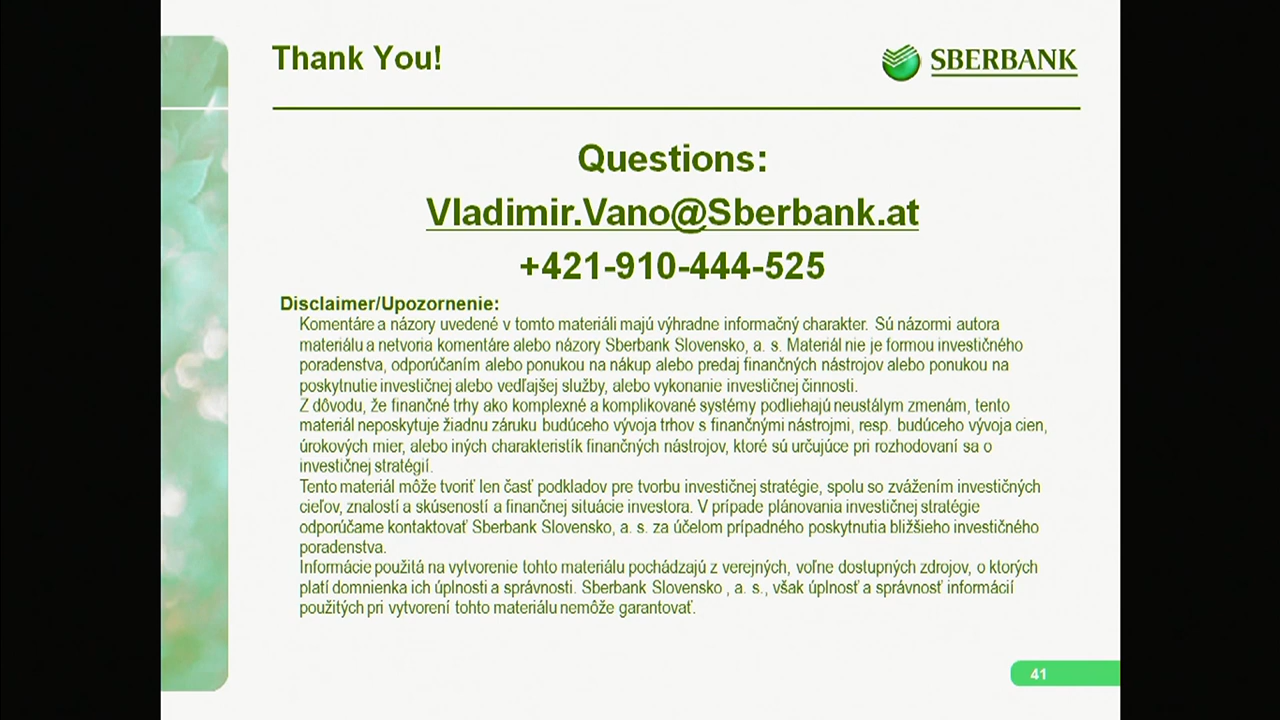 Thank You!
SBERBANK
Questions:
Vladimir.Vano@Sberbank.at
+421-910-444-525
Disclaimer/Upozornenie:
Komentáre a názory uvedené v tomto materiáli majú výhradne informačný charakter. Sú názormi autora
materiálu a netvoria komentáre alebo názory Sberbank Slovensko, a. s. Materiál nie je formou investičného
poradenstva, odporúčaním alebo ponukou na nákup alebo predaj finančných nástrojov alebo ponukou na
poskytnutie investičnej alebo vedľajšej služby, alebo vykonanie investičnej činnosti.
Z dôvodu, že finančné trhy ako komplexné a komplikované systémy podliehajú neustálym zmenám, tento
materiál neposkytuje žiadnu záruku budúceho vývoja trhov s finančnými nástrojmi, resp. budúceho vývoja cien,
úrokových mier, alebo iných charakteristík finančných nástrojov, ktoré sú určujúce pri rozhodovaní sa o
investičnej stratégií.
Tento materiál môže tvoriť len časť podkladov pre tvorbu investičnej stratégie, spolu so zvážením investičných
cieľov, znalostí a skúseností a finančnej situácie investora. V prípade plánovania investičnej stratégie
odporúčame kontaktovať Sberbank Slovensko, a. s. za účelom prípadného poskytnutia bližšieho investičného
poradenstva.
Informácie použitá na vytvorenie tohto materiálu pochádzajú z verejných, voľne dostupných zdrojov, o ktorých
platí domnienka ich úplnosti a správnosti. Sberbank Slovensko , a. s., však úplnosť a správnosť informácií
použitých pri vytvorení tohto materiálu nemôže garantovať.
41